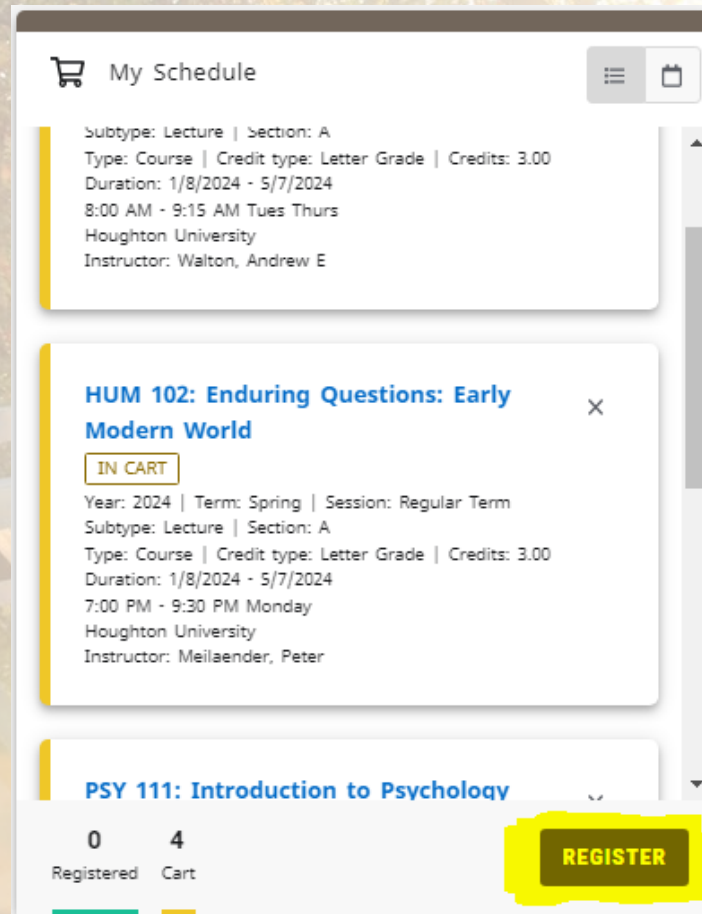 My Schedule
Subtype: Lecture | Section: A
Type: Course | Credit type: Letter Grade | Credits: 3.00
Duration: 1/8/2024 - 5/7/2024
8:00 AM - 9:15 AM Tues Thurs
Houghton University
Instructor: Walton, Andrew E
HUM 102: Enduring Questions: Early
Modern World
IN CART
Year: 2024 | Term: Spring | Session: Regular Term
Subtype: Lecture | Section: A
Type: Course | Credit type: Letter Grade | Credits: 3.00
Duration: 1/8/2024 - 5/7/2024
7:00 PM - 9:30 PM Monday
Houghton University
Instructor: Meilaender, Peter
PSY 111: Introduction to Psychology
0 4
Registered Cart
REGISTER